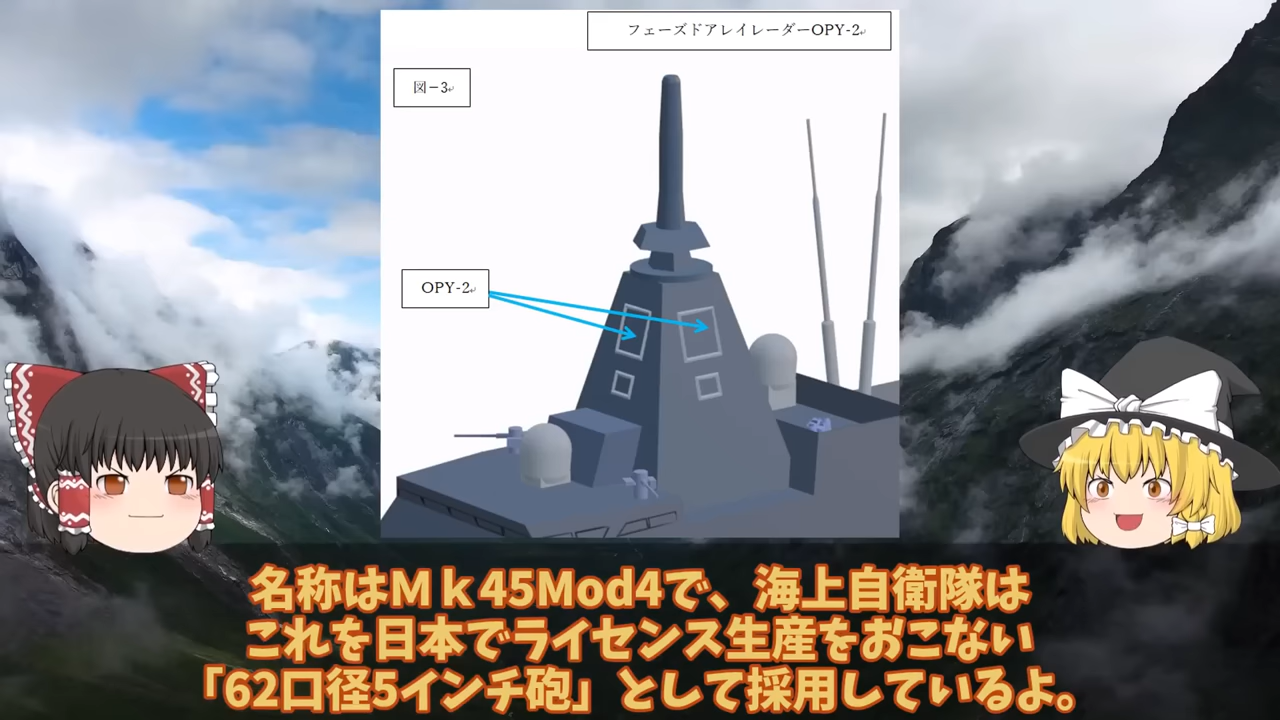 フェーズドアレイレーダーOPY-2
図－3
OPY-2
名称はＭｋ45Mod4で、海上自衛隊は
これを日本でライセンス生産をおこない
「62口径5インチ砲」として採用しているよ。